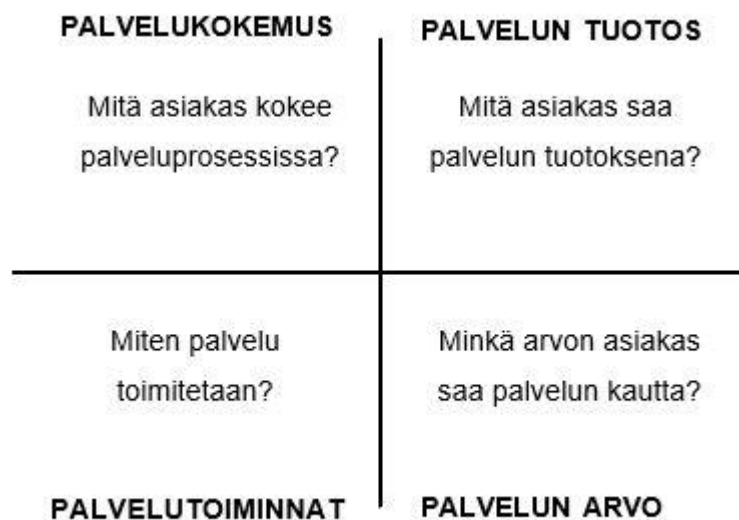 PALVELUKOKEMUS
Mitä asiakas kokee
palveluprosessissa?
PALVELUN TUOTOS
Mitä asiakas saa
palvelun tuotoksena?
Miten palvelu
toimitetaan?
PALVELUTOIMINNAT
Minkä arvon asiakas
saa palvelun kautta?
PALVELUN ARVO